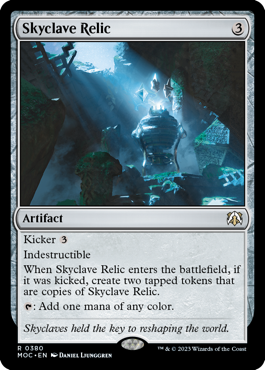 Skyclave Relic 3
Artifact
Kicker 3
Indestructible
When Skyclave Relic enters the battlefield, if
it was kicked, create two tapped tokens that
are copies of Skyclave Relic.
: Add one mana of any color.
Skyclaves held the key to reshaping the world.
R 0380
MOC • EN DANIEL LJUNGGREN
™ & © 2023 Wizards of the Coast